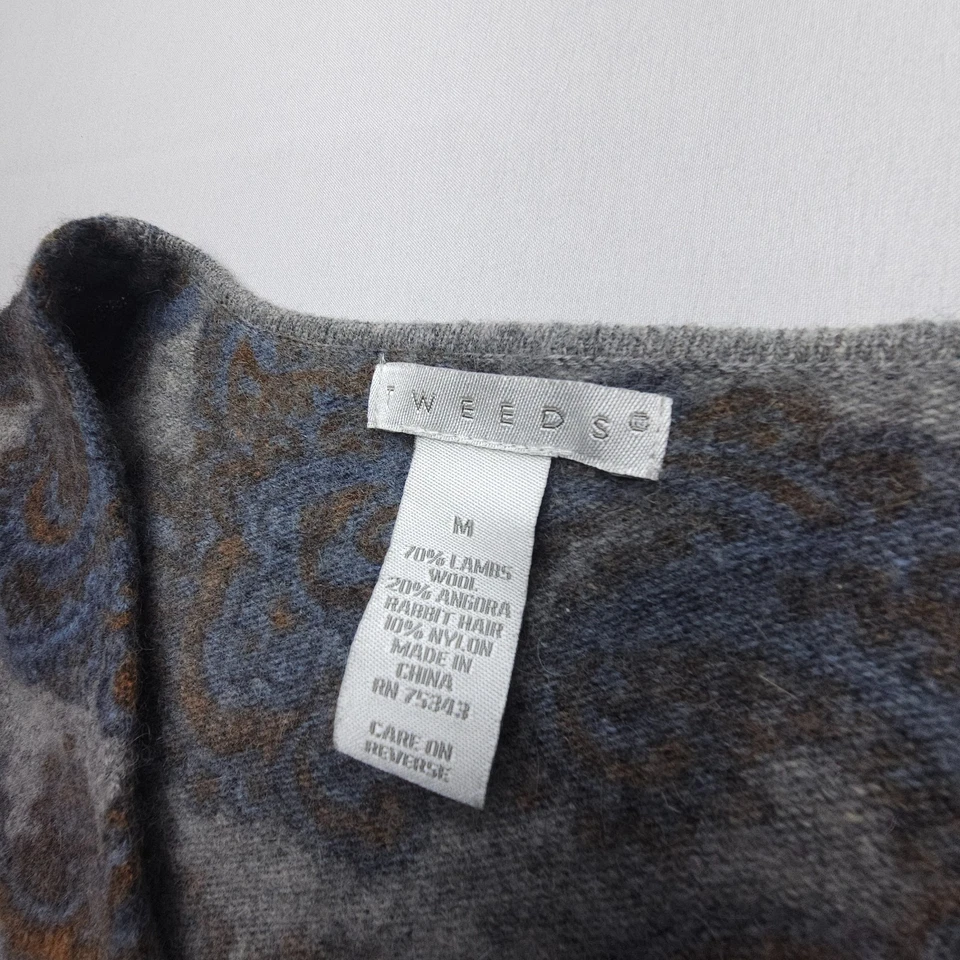 TWEEDS®
M
70% LAMBS
WOOL
20% ANGORA
RABBIT HAIR
10% NYLON
MADE IN
CHINA
RN 75343
CARE ON
REVERSE